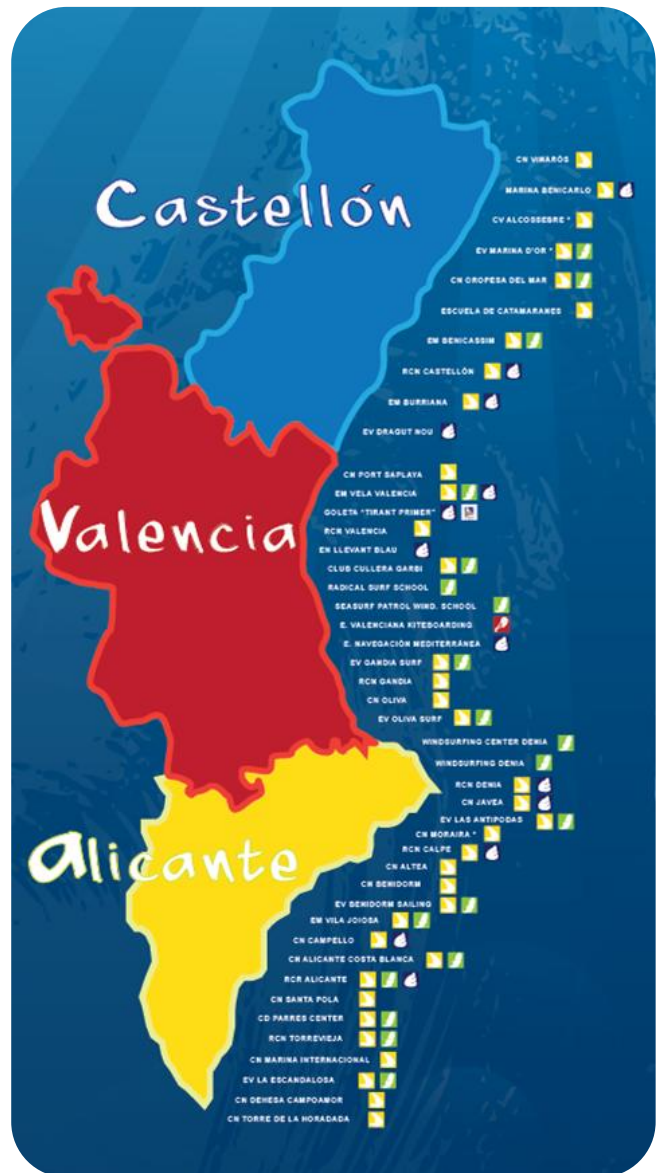 Castellón
CN VINARÒS
MARINA BENICARLO
CV ALCOSSEBRE *
EV MARINA D'OR *
CN OROPESA DEL MAR
ESCUELA DE CATAMARANES
EM BENICASSIM
RCN CASTELLÓN
EM BURRIANA
EV DRAGUT NOU
Valencia
CN PORT SAPLAYA
EM VELA VALENCIA
GOLETA "TIRANT PRIMER"
RCN VALENCIA
EN LLEVANT BLAU
CLUB CULLERA GARBI
RADICAL SURF SCHOOL
SEASURF PATROL WIND. SCHOOL
E. VALENCIANA KITEBOARDING
E. NAVEGACIÓN MEDITERRÁNEA
EV GANDIA SURF
RCN GANDIA
CN OLIVA
EV OLIVA SURF
Alicante
WINDSURFING CENTER DENIA
WINDSURFING DENIA
RCN DENIA
CN JAVEA
EV LAS ANTIPODAS
CN MORAIRA *
RCN CALPE
CN ALTEA
CN BENIDORM
EV BENIDORM SAILING
EM VILA JOIOSA
CN CAMPELLO
CN ALICANTE COSTA BLANCA
RCR ALICANTE
CN SANTA POLA
CD PARRES CENTER
RCN TORREVIEJA
CN MARINA INTERNACIONAL
EV LA ESCANDALOSA
CN DEHESA CAMPOAMOR
CN TORRE DE LA HORADADA